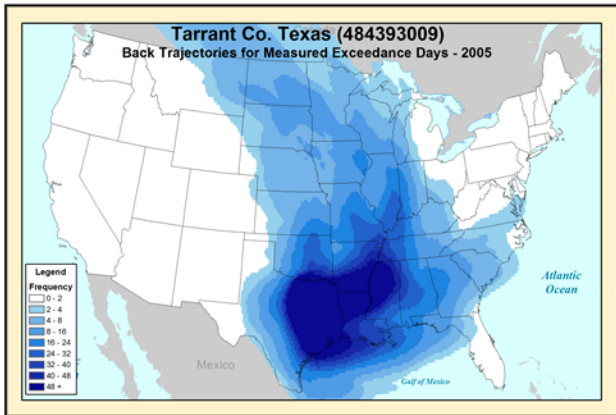 Tarrant Co. Texas (484393009)
Back Trajectories for Measured Exceedance Days - 2005
Legend
Frequency
0 - 2
2 - 4
4 - 8
8 - 16
16 - 24
24 - 32
32 - 40
40 - 48
48 +
Atlantic
Ocean
Mexico
Gulf of Mexico